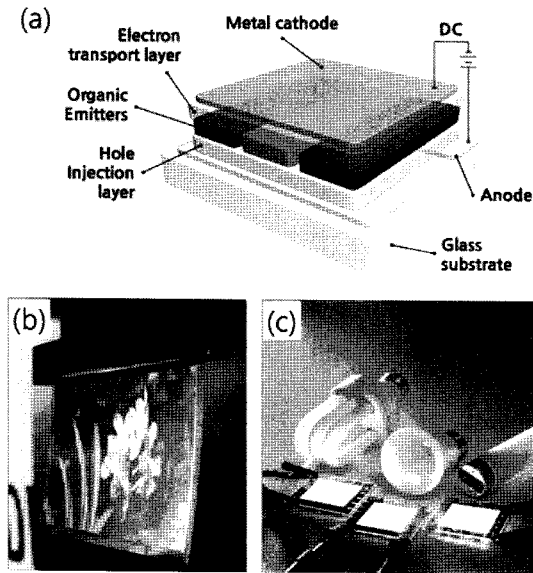 (a)
Metal cathode
DC
Electron
transport layer
Organic
Emitters
Hole
Injection
layer
Anode
Glass
substrate
(b)
(c)